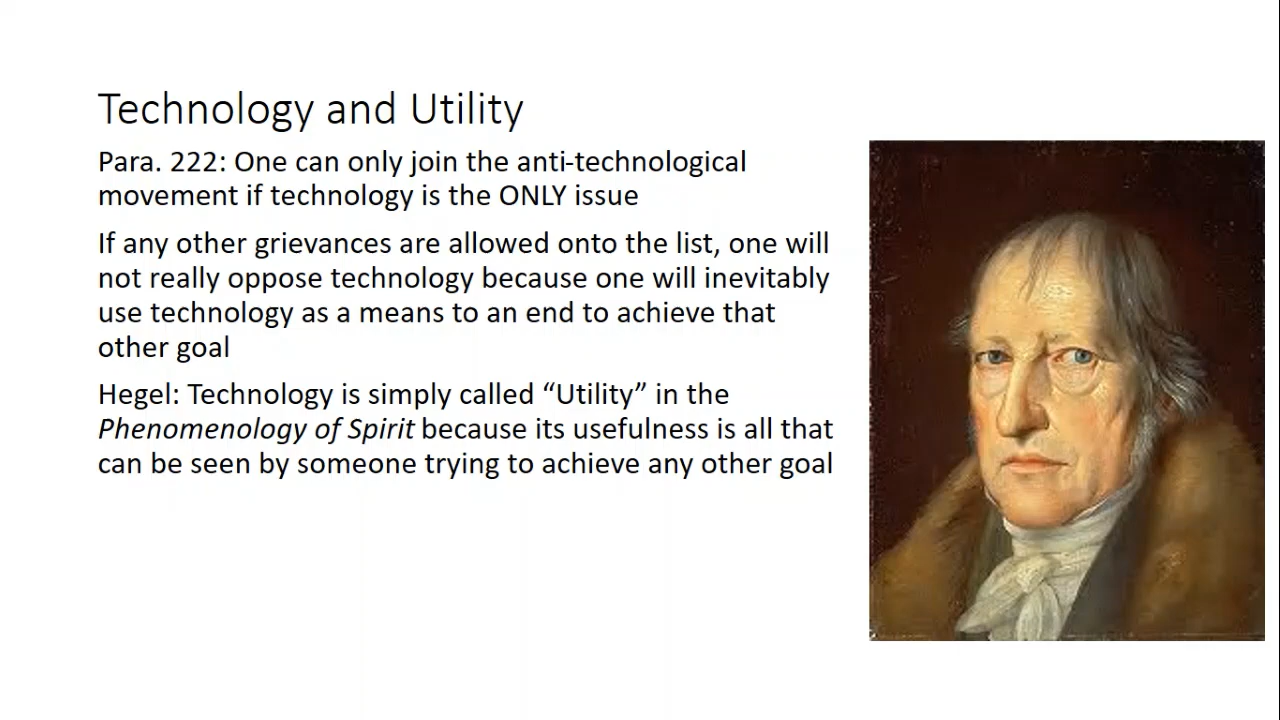 Technology and Utility
Para. 222: One can only join the anti-technological
movement if technology is the ONLY issue
If any other grievances are allowed onto the list, one will
not really oppose technology because one will inevitably
use technology as a means to an end to achieve that
other goal
Hegel: Technology is simply called “Utility” in the
Phenomenology of Spirit because its usefulness is all that
can be seen by someone trying to achieve any other goal